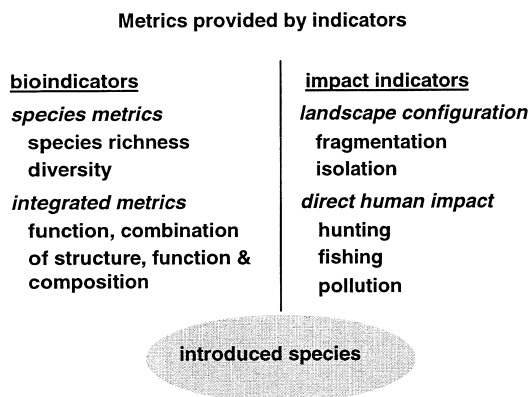 Metrics provided by indicators
bioindicators
species metrics
species richness
diversity
integrated metrics
function, combination
of structure, function &
composition
impact indicators
landscape configuration
fragmentation
isolation
direct human impact
hunting
fishing
pollution
introduced species